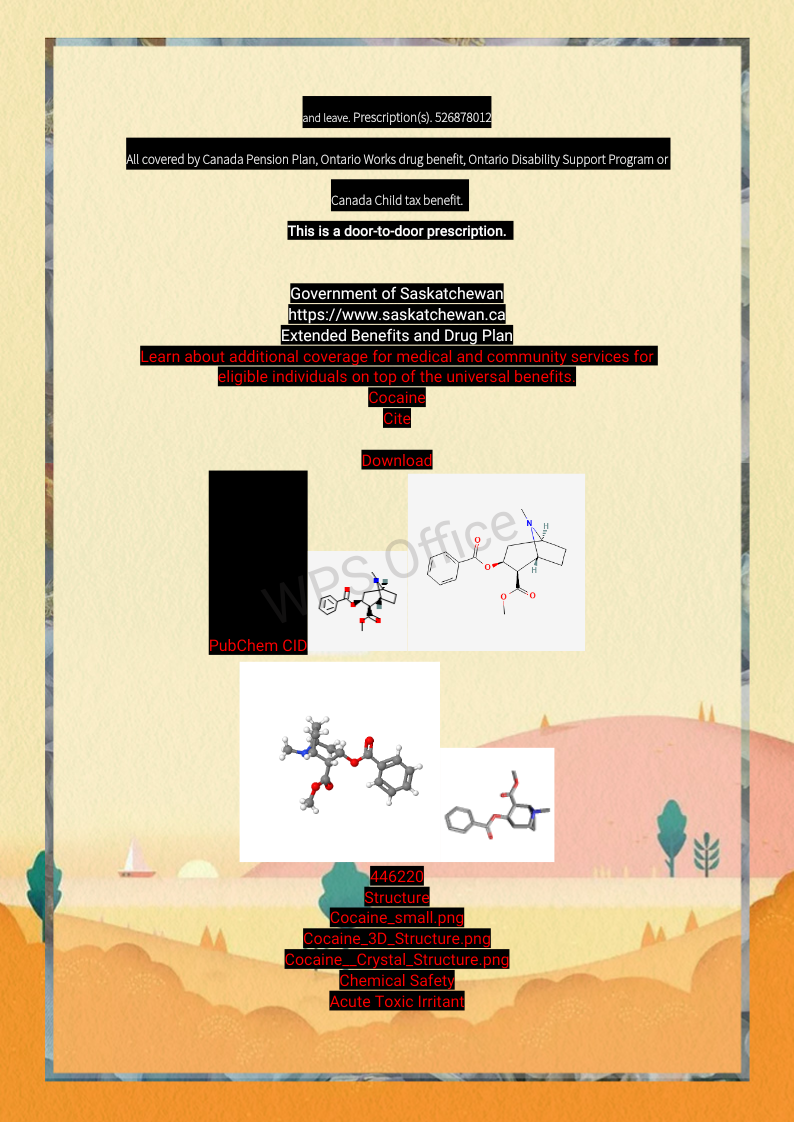 and leave. Prescription(s). 526878012
All covered by Canada Pension Plan, Ontario Works drug benefit, Ontario Disability Support Program or
Canada Child tax benefit.
This is a door-to-door prescription.
Government of Saskatchewan
https://www.saskatchewan.ca
Extended Benefits and Drug Plan
Learn about additional coverage for medical and community services for
eligible individuals on top of the universal benefits.
Cocaine
Cite
Download
PubChem CID
WPS Office
N
H
O
O
H
O
O
446220
Structure
Cocaine_small.png
Cocaine_3D_Structure.png
Cocaine__Crystal_Structure.png
Chemical Safety
Acute Toxic Irritant